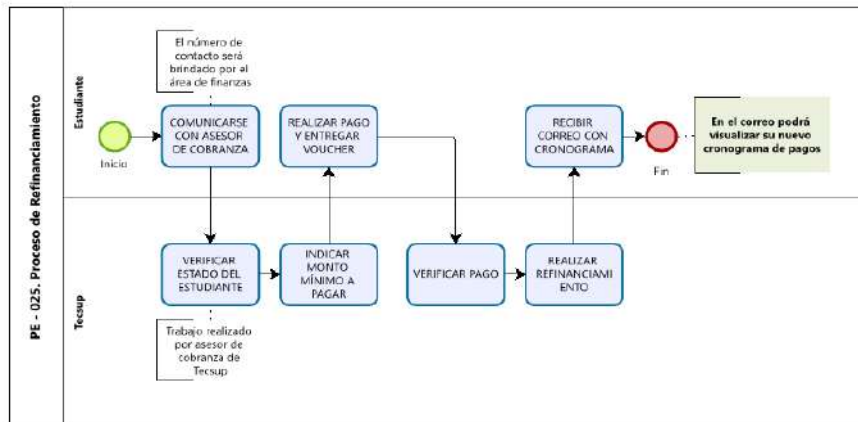 PE - 025. Proceso de Refinanciamiento
Estudiante
El número de
contacto será
brindado por el
área de finanzas
Inicio
COMUNICARSE
CON ASESOR
DE COBRANZA
REALIZAR PAGO
Y ENTREGAR
VOUCHER
RECIBIR
CORREO CON
CRONOGRAMA
Fin
En el correo podrá
visualizar su nuevo
cronograma de pagos
Tecsup
VERIFICAR
ESTADO DEL
ESTUDIANTE
INDICAR
MONTO
MÍNIMO A
PAGAR
VERIFICAR PAGO
REALIZAR
REFINANCIAMI
ENTO
Trabajo realizado
por asesor de
cobranza de
Tecsup